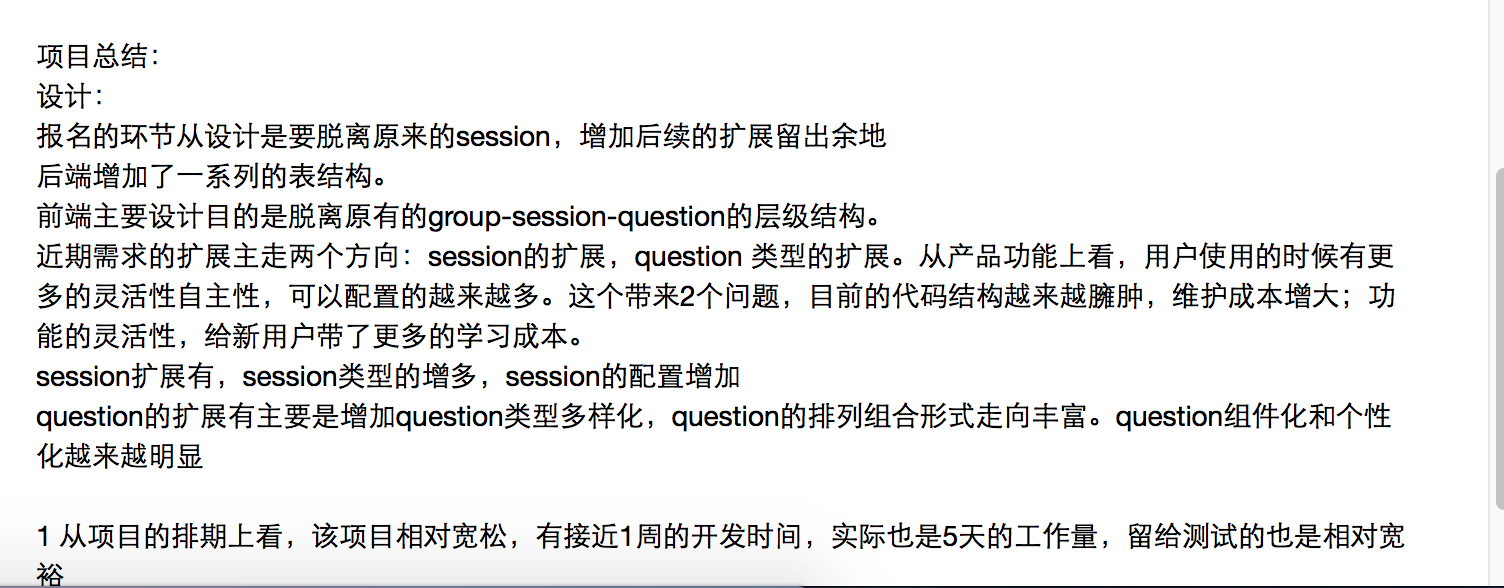 项目总结：
设计：
报名的环节从设计是要脱离原来的session，增加后续的扩展留出余地
后端增加了一系列的表结构。
前端主要设计目的是脱离原有的group-session-question的层级结构。
近期需求的扩展主走两个方向：session的扩展，question 类型的扩展。从产品功能上看，用户使用的时候有更
多的灵活性自主性，可以配置的越来越多。这个带来2个问题，目前的代码结构越来越臃肿，维护成本增大；功
能的灵活性，给新用户带了更多的学习成本。
session扩展有，session类型的增多，session的配置增加
question的扩展有主要是增加question类型多样化，question的排列组合形式走向丰富。question组件化和个性
化越来越明显
1 从项目的排期上看，该项目相对宽松，有接近1周的开发时间，实际也是5天的工作量，留给测试的也是相对宽
裕